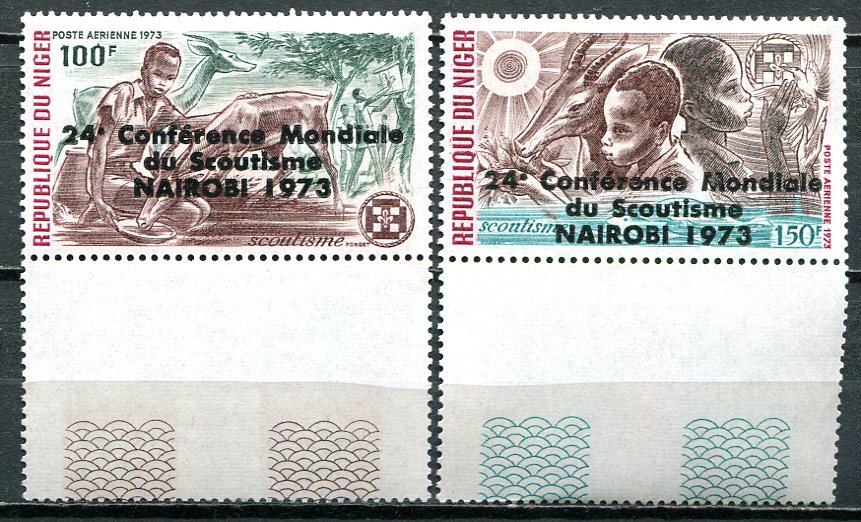 POSTE AERIENNE 1973
100F
REPUBLIQUE DU NIGER
24e Conférence Mondiale
du Scoutisme
NAIROBI 1973
scoutisme
FORGET
REPUBLIQUE DU NIGER
24e Conférence Mondiale
du Scoutisme
NAIROBI 1973
scoutisme
150F
POSTE AERIENNE 1973